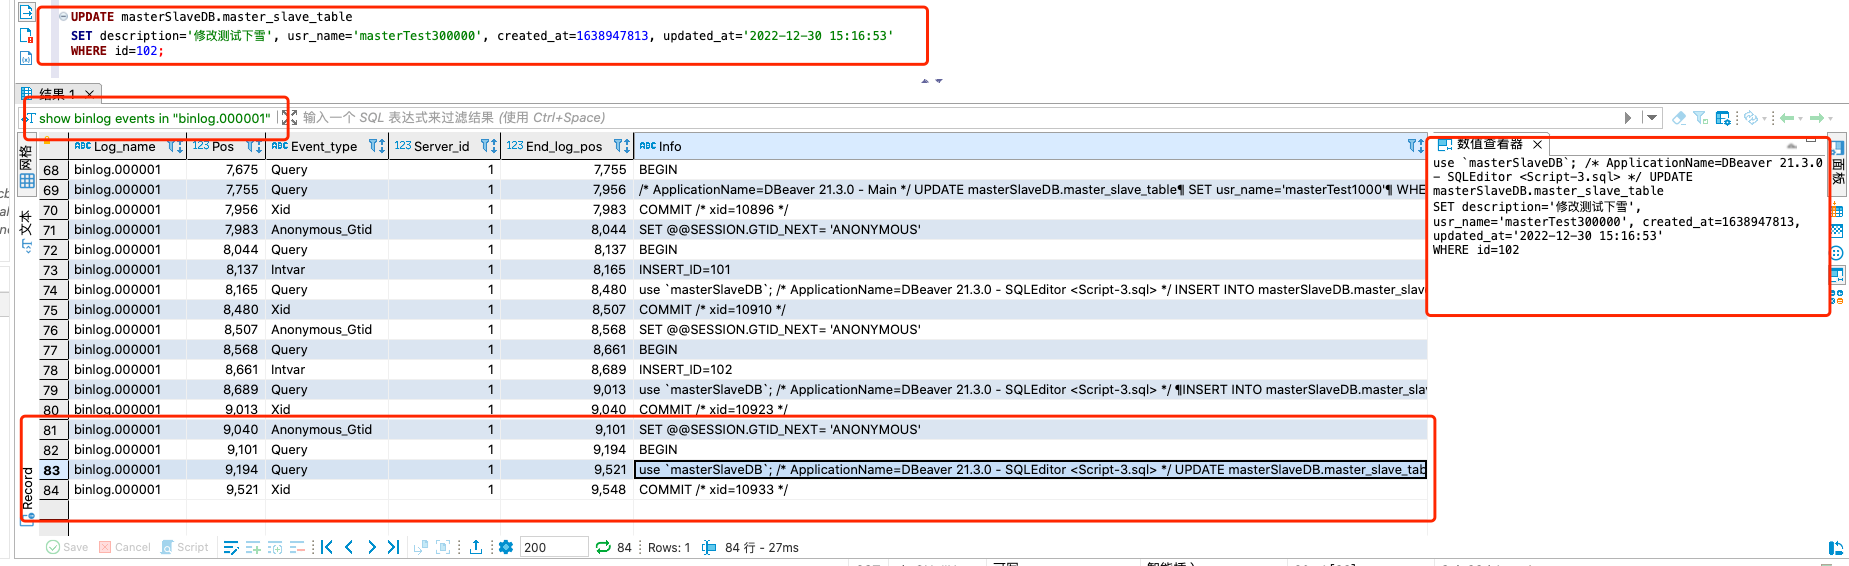 UPDATE masterSlaveDB.master_slave_table
SET description='修改测试下雪', usr_name='masterTest300000', created_at=1638947813, updated_at='2022-12-30 15:16:53'
WHERE id=102;
结果 1
show binlog events in "binlog.000001"
输入一个 SQL 表达式来过滤结果 (使用 Ctrl+Space)
网格
文本
Record
Log_name Pos Event_type Server_id End_log_pos Info
68 binlog.000001 7,675 Query 1 7,755 BEGIN
69 binlog.000001 7,755 Query 1 7,956 /* ApplicationName=DBeaver 21.3.0 - Main */ UPDATE masterSlaveDB.master_slave_table¶ SET usr_name='masterTest1000'¶ WHE
70 binlog.000001 7,956 Xid 1 7,983 COMMIT /* xid=10896 */
71 binlog.000001 7,983 Anonymous_Gtid 1 8,044 SET @@SESSION.GTID_NEXT= 'ANONYMOUS'
72 binlog.000001 8,044 Query 1 8,137 BEGIN
73 binlog.000001 8,137 Intvar 1 8,165 INSERT_ID=101
74 binlog.000001 8,165 Query 1 8,480 use `masterSlaveDB`; /* ApplicationName=DBeaver 21.3.0 - SQLEditor <Script-3.sql> */ INSERT INTO masterSlaveDB.master_slav
75 binlog.000001 8,480 Xid 1 8,507 COMMIT /* xid=10910 */
76 binlog.000001 8,507 Anonymous_Gtid 1 8,568 SET @@SESSION.GTID_NEXT= 'ANONYMOUS'
77 binlog.000001 8,568 Query 1 8,661 BEGIN
78 binlog.000001 8,661 Intvar 1 8,689 INSERT_ID=102
79 binlog.000001 8,689 Query 1 9,013 use `masterSlaveDB`; /* ApplicationName=DBeaver 21.3.0 - SQLEditor <Script-3.sql> */ ¶INSERT INTO masterSlaveDB.master_sla
80 binlog.000001 9,013 Xid 1 9,040 COMMIT /* xid=10923 */
81 binlog.000001 9,040 Anonymous_Gtid 1 9,101 SET @@SESSION.GTID_NEXT= 'ANONYMOUS'
82 binlog.000001 9,101 Query 1 9,194 BEGIN
83 binlog.000001 9,194 Query 1 9,521 use `masterSlaveDB`; /* ApplicationName=DBeaver 21.3.0 - SQLEditor <Script-3.sql> */ UPDATE masterSlaveDB.master_slave_tab
84 binlog.000001 9,521 Xid 1 9,548 COMMIT /* xid=10933 */
数值查看器
use `masterSlaveDB`; /* ApplicationName=DBeaver 21.3.0
- SQLEditor <Script-3.sql> */ UPDATE
masterSlaveDB.master_slave_table
SET description='修改测试下雪',
usr_name='masterTest300000', created_at=1638947813,
updated_at='2022-12-30 15:16:53'
WHERE id=102
面板
Save Cancel Script 200 84 Rows: 1 84 行 - 27ms